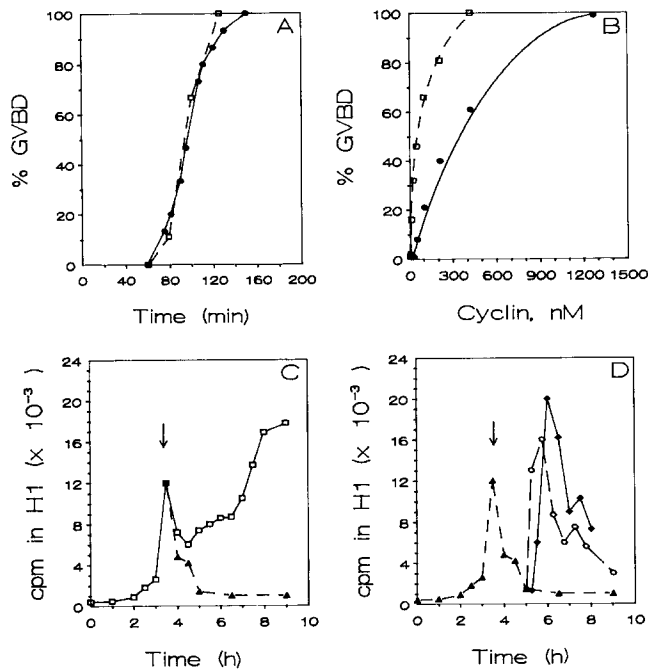 A
% GVBD
100
80
60
40
20
0
0 40 80 120 160 200
Time (min)
B
% GVBD
100
80
60
40
20
0
0 300 600 900 1200 1500
Cyclin, nM
C
cpm in H1 (x 10⁻³)
24
20
16
12
8
4
0
0 2 4 6 8 10
Time (h)
D
cpm in H1 (x 10⁻³)
24
20
16
12
8
4
0
0 2 4 6 8 10
Time (h)